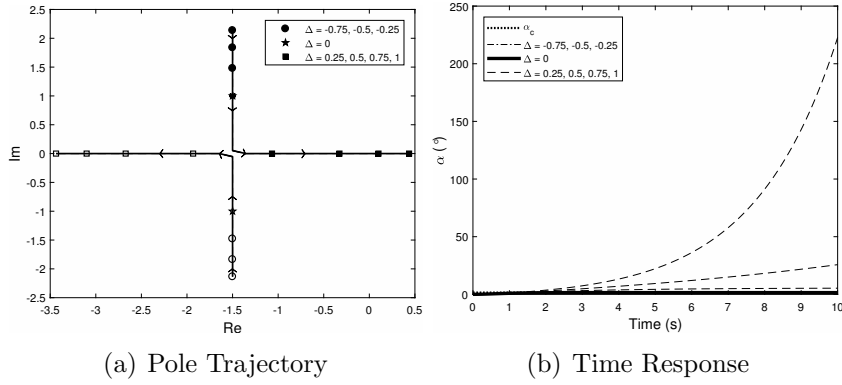 2.5
2
1.5
1
0.5
0
-0.5
-1
-1.5
-2
-2.5
Im
-3.5 -3 -2.5 -2 -1.5 -1 -0.5 0 0.5
Re
Δ = -0.75, -0.5, -0.25
Δ = 0
Δ = 0.25, 0.5, 0.75, 1
(a) Pole Trajectory
250
200
150
100
50
0
α (°)
0 1 2 3 4 5 6 7 8 9 10
Time (s)
α_c
Δ = -0.75, -0.5, -0.25
Δ = 0
Δ = 0.25, 0.5, 0.75, 1
(b) Time Response